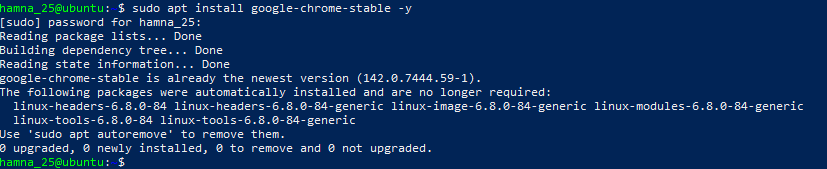 hamna_25@ubuntu: $ sudo apt install google-chrome-stable -y
[sudo] password for hamna_25:
Reading package lists... Done
Building dependency tree... Done
Reading state information... Done
google-chrome-stable is already the newest version (142.0.7444.59-1).
The following packages were automatically installed and are no longer required:
  linux-headers-6.8.0-84 linux-headers-6.8.0-84-generic linux-image-6.8.0-84-generic linux-modules-6.8.0-84-generic
  linux-tools-6.8.0-84 linux-tools-6.8.0-84-generic
Use 'sudo apt autoremove' to remove them.
0 upgraded, 0 newly installed, 0 to remove and 0 not upgraded.
hamna_25@ubuntu: $